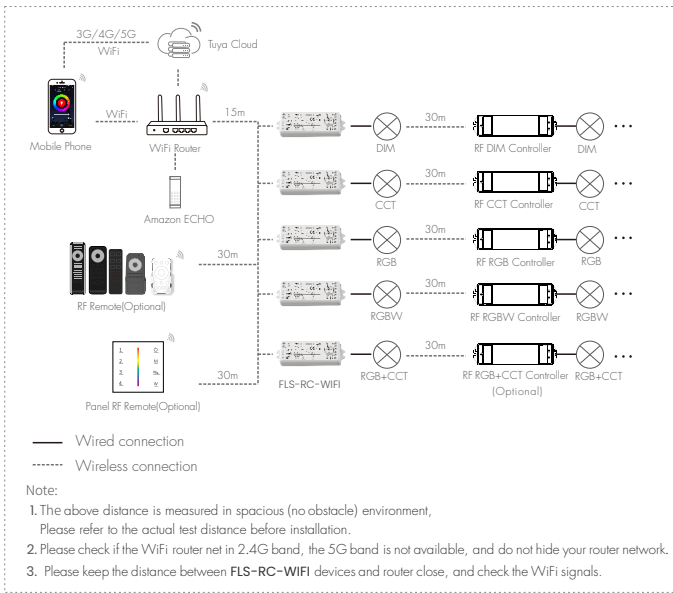 3G/4G/5G
WiFi
Tuya Cloud
WiFi
15m
Mobile Phone
WiFi Router
Amazon ECHO
30m
DIM
RF DIM Controller
DIM
30m
CCT
RF CCT Controller
CCT
30m
RF Remote(Optional)
30m
RGB
RF RGB Controller
RGB
30m
RGBW
RF RGBW Controller
RGBW
1.
2.
3.
4.
30m
Panel RF Remote(Optional)
FLS-RC-WIFI
30m
RGB+CCT
RF RGB+CCT Controller
(Optional)
RGB+CCT
Wired connection
Wireless connection
Note:
1. The above distance is measured in spacious (no obstacle) environment,
Please refer to the actual test distance before installation.
2. Please check if the WiFi router net in 2.4G band, the 5G band is not available, and do not hide your router network.
3. Please keep the distance between FLS-RC-WIFI devices and router close, and check the WiFi signals.